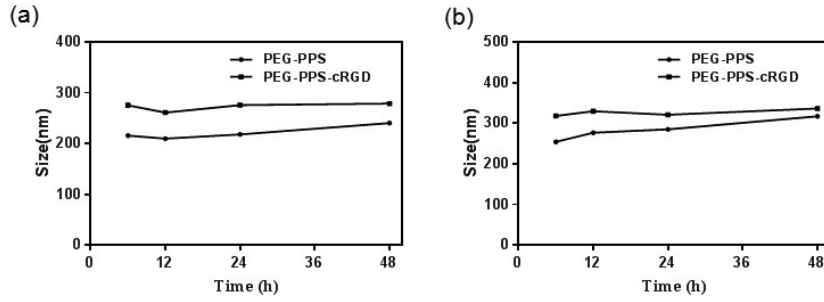 (a)
400
300
200
100
0
Size(nm)
PEG-PPS
PEG-PPS-cRGD
0 12 24 36 48
Time (h)
(b)
500
400
300
200
100
0
Size(nm)
PEG-PPS
PEG-PPS-cRGD
0 12 24 36 48
Time (h)